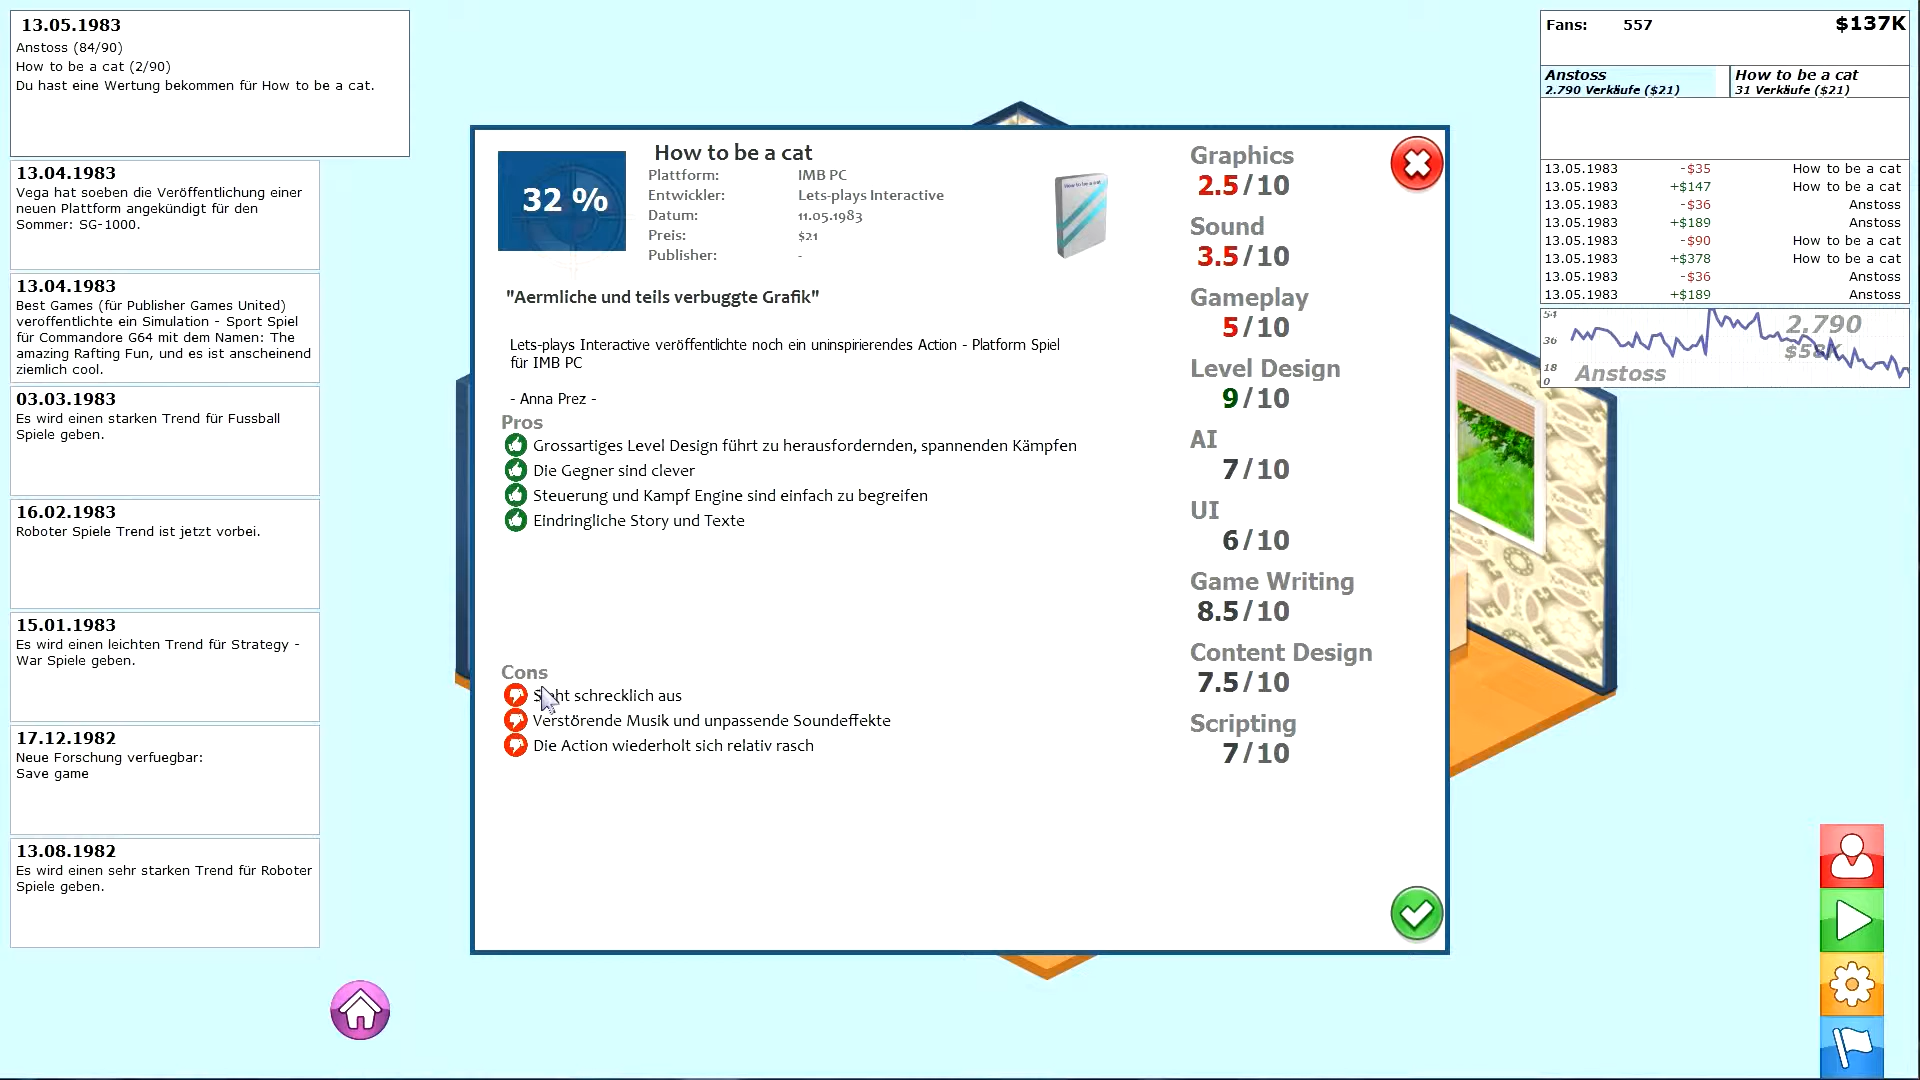 13.05.1983
Anstoss (84/90)
How to be a cat (2/90)
Du hast eine Wertung bekommen für How to be a cat.
13.04.1983
Vega hat soeben die Veröffentlichung einer
neuen Plattform angekündigt für den
Sommer: SG-1000.
13.04.1983
Best Games (für Publisher Games United)
veroffentlichte ein Simulation - Sport Spiel
für Commandore G64 mit dem Namen: The
amazing Rafting Fun, und es ist anscheinend
ziemlich cool.
03.03.1983
Es wird einen starken Trend für Fussball
Spiele geben.
16.02.1983
Roboter Spiele Trend ist jetzt vorbei.
15.01.1983
Es wird einen leichten Trend für Strategy -
War Spiele geben.
17.12.1982
Neue Forschung verfuegbar:
Save game
13.08.1982
Es wird einen sehr starken Trend für Roboter
Spiele geben.
32 %
How to be a cat
Plattform: IMB PC
Entwickler: Lets-plays Interactive
Datum: 11.05.1983
Preis: $21
Publisher: -
How to be a cat
"Aermliche und teils verbuggte Grafik"
Lets-plays Interactive veröffentlichte noch ein uninspirierendes Action - Platform Spiel
für IMB PC
- Anna Prez -
Pros
Grossartiges Level Design führt zu herausfordernden, spannenden Kämpfen
Die Gegner sind clever
Steuerung und Kampf Engine sind einfach zu begreifen
Eindringliche Story und Texte
Cons
schrecklich aus
Verstörende Musik und unpassende Soundeffekte
Die Action wiederholt sich relativ rasch
Graphics
2.5/10
Sound
3.5/10
Gameplay
5/10
Level Design
9/10
AI
7/10
UI
6/10
Game Writing
8.5/10
Content Design
7.5/10
Scripting
7/10
Fans: 557 $137K
Anstoss
2.790 Verkäufe ($21)
How to be a cat
31 Verkäufe ($21)
13.05.1983 -$35 How to be a cat
13.05.1983 +$147 How to be a cat
13.05.1983 -$36 Anstoss
13.05.1983 +$189 Anstoss
13.05.1983 -$90 How to be a cat
13.05.1983 +$378 How to be a cat
13.05.1983 -$36 Anstoss
13.05.1983 +$189 Anstoss
54
36
18
0
2.790
$58K
Anstoss